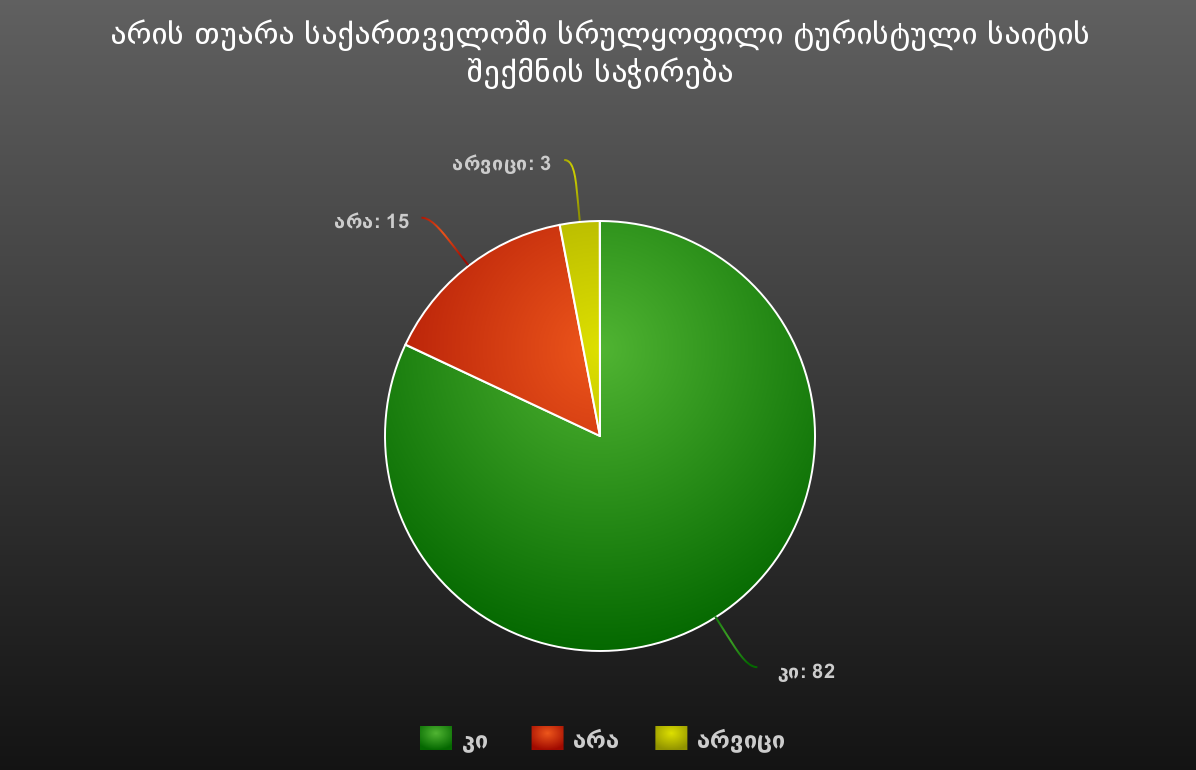 არის თუარა საქართველოში სრულყოფილი ტურისტული საიტის
შექმნის საჭირება
არვიცი: 3
არა: 15
კი: 82
კი არა არვიცი